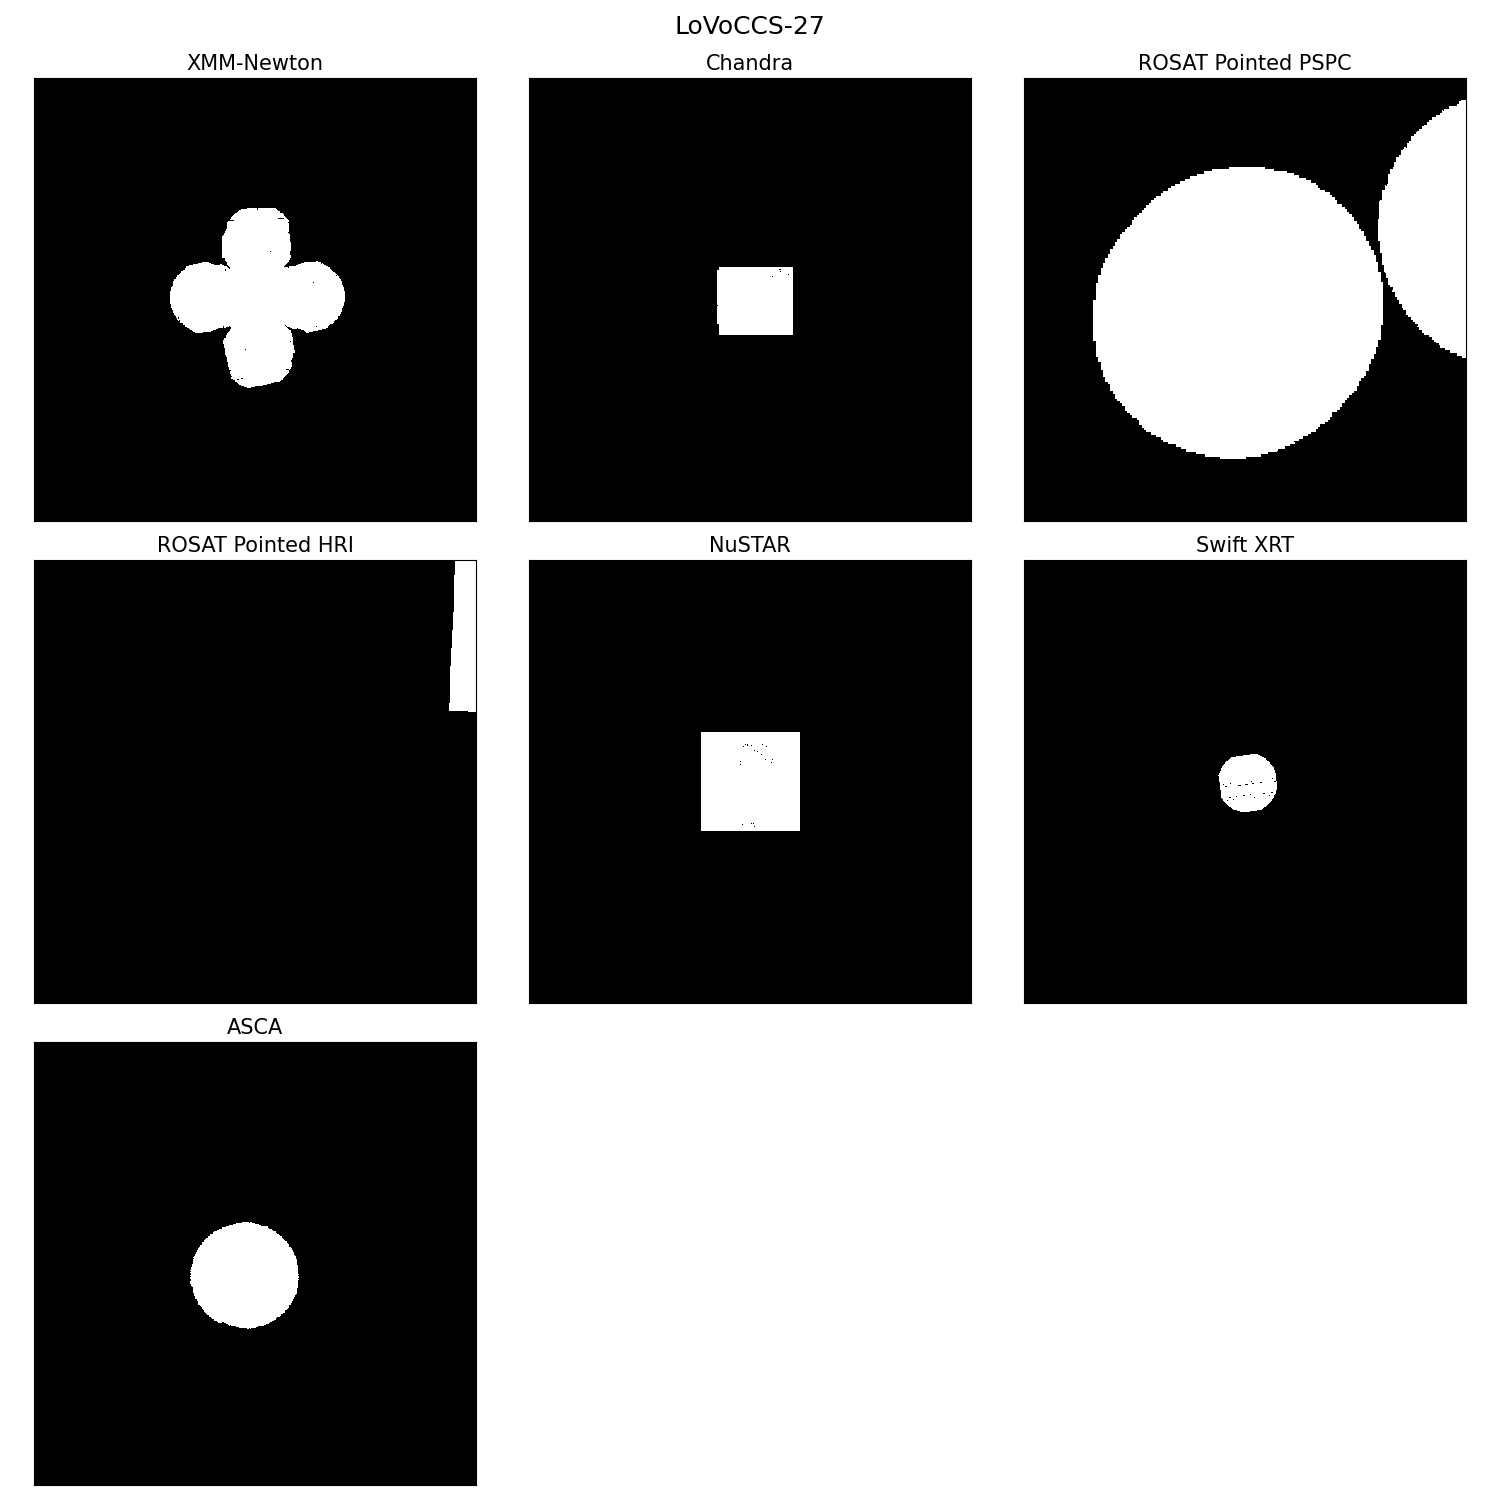 LoVoCCS-27
XMM-Newton
Chandra
ROSAT Pointed PSPC
ROSAT Pointed HRI
NuSTAR
Swift XRT
ASCA